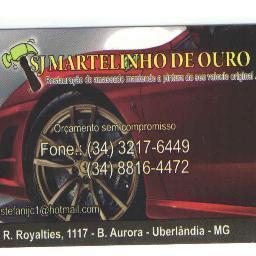 SJ MARTELINHO DE OURO
Restauração de amassado mantendo a pintura do seu veículo original.
Orçamento sem compromisso
Fone.: (34) 3217-6449
(34) 8816-4472
stefanijc1@hotmail.com
R. Royalties, 1117 - B. Aurora - Uberlândia - MG